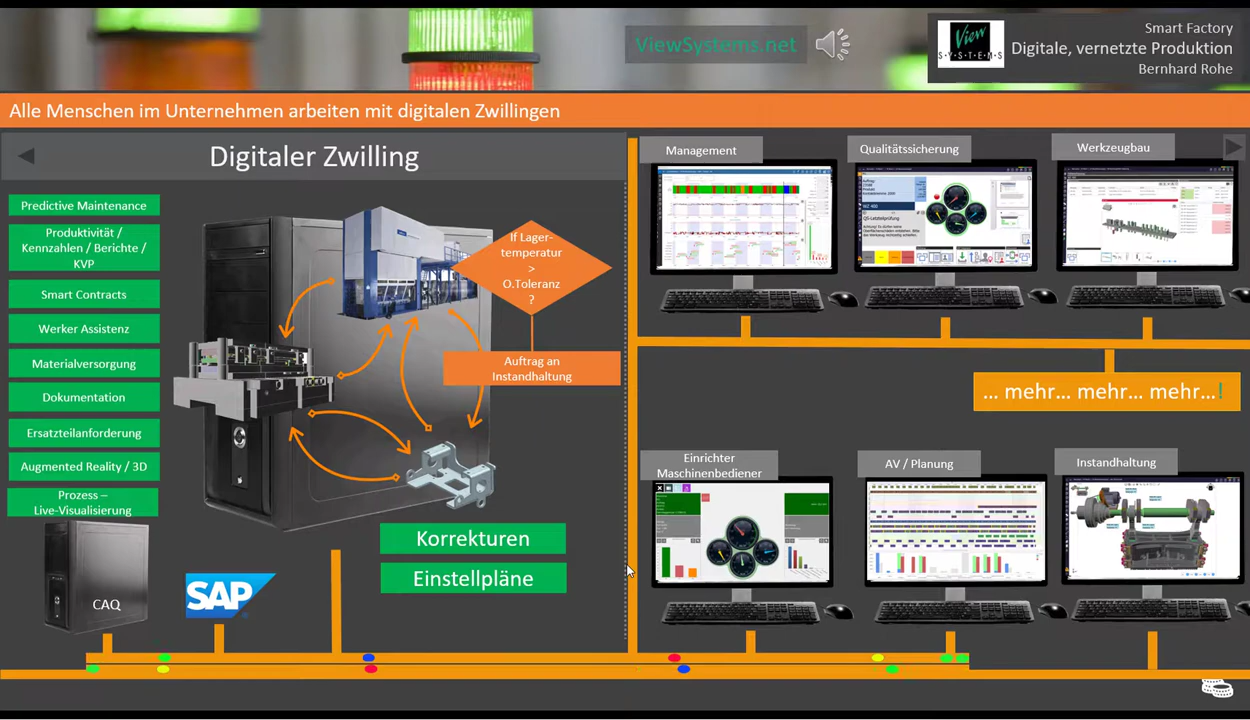 ViewSystems.net
View
S·Y·S·T·E·M·S
Smart Factory
Digitale, vernetzte Produktion
Bernhard Rohe
Alle Menschen im Unternehmen arbeiten mit digitalen Zwillingen
Digitaler Zwilling
Predictive Maintenance
Produktivität /
Kennzahlen / Berichte /
KVP
Smart Contracts
Werker Assistenz
Materialversorgung
Dokumentation
Ersatzteilanforderung
Augmented Reality / 3D
Prozess –
Live-Visualisierung
If Lager-
temperatur
>
O.Toleranz
?
Auftrag an
Instandhaltung
Korrekturen
Einstellpläne
CAQ
SAP
Management
Qualitätssicherung
Werkzeugbau
... mehr... mehr... mehr...!
Einrichter
Maschinenbediener
AV / Planung
Instandhaltung